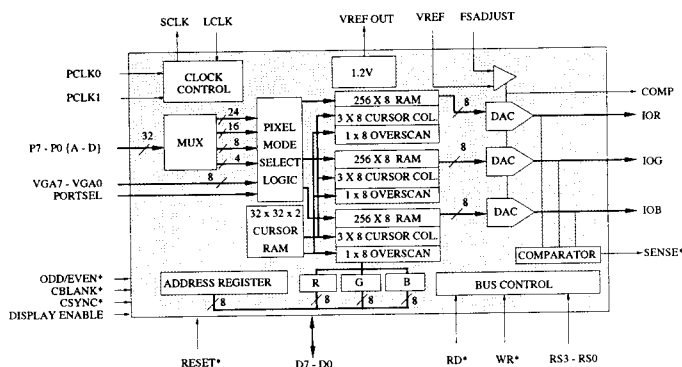 SCLK LCLK VREF OUT VREF FSADJUST
PCLK0
PCLK1
CLOCK
CONTROL
1.2V
COMP
24
16
8
4
32
P7 - P0 {A - D}
MUX
PIXEL
MODE
SELECT
LOGIC
256 X 8 RAM
3 X 8 CURSOR COL.
1 x 8 OVERSCAN
8
DAC
IOR
256 X 8 RAM
3 X 8 CURSOR COL.
1 x 8 OVERSCAN
8
DAC
IOG
VGA7 - VGA0
8
PORTSEL
32 x 32 x 2
CURSOR
RAM
256 X 8 RAM
3 X 8 CURSOR COL.
1 x 8 OVERSCAN
8
DAC
IOB
COMPARATOR
SENSE*
ODD/EVEN*
CBLANK*
CSYNC*
DISPLAY ENABLE
ADDRESS REGISTER
8
R G B
8 8 8
BUS CONTROL
RESET* D7 - D0 RD* WR* RS3 - RS0